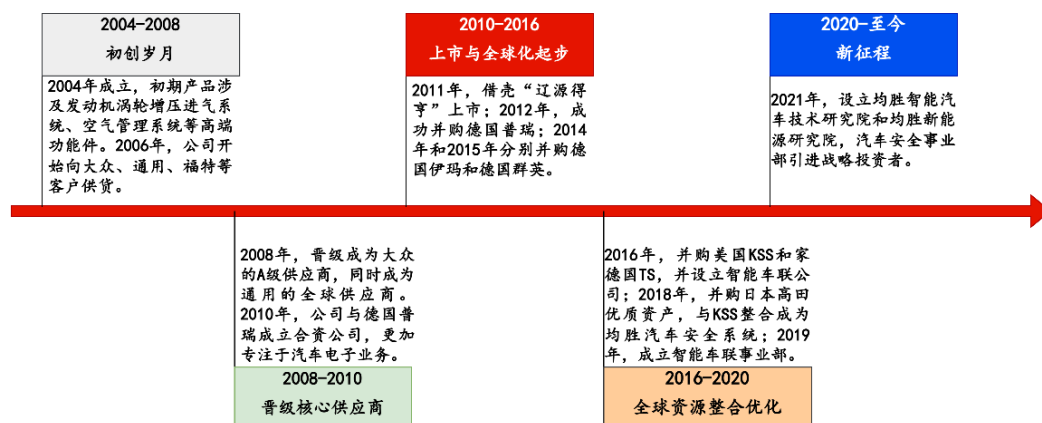 2004-2008
初创岁月
2004年成立，初期产品涉
及发动机涡轮增压进气系
统、空气管理系统等高端
功能件。2006年，公司开
始向大众、通用、福特等
客户供货。
2008年，晋级成为大众
的A级供应商，同时成为
通用的全球供应商。
2010年，公司与德国普
瑞成立合资公司，更加
专注于汽车电子业务。
2008-2010
晋级核心供应商
2010-2016
上市与全球化起步
2011年，借壳“辽源得
亨”上市；2012年，成
功并购德国普瑞；2014
年和2015年分别并购德
国伊玛和德国群英。
2016年，并购美国KSS和家
德国TS，并设立智能车联公
司；2018年，并购日本高田
优质资产，与KSS整合成为
均胜汽车安全系统；2019
年，成立智能车联事业部。
2016-2020
全球资源整合优化
2020-至今
新征程
2021年，设立均胜智能汽
车技术研究院和均胜新能
源研究院，汽车安全事业
部引进战略投资者。